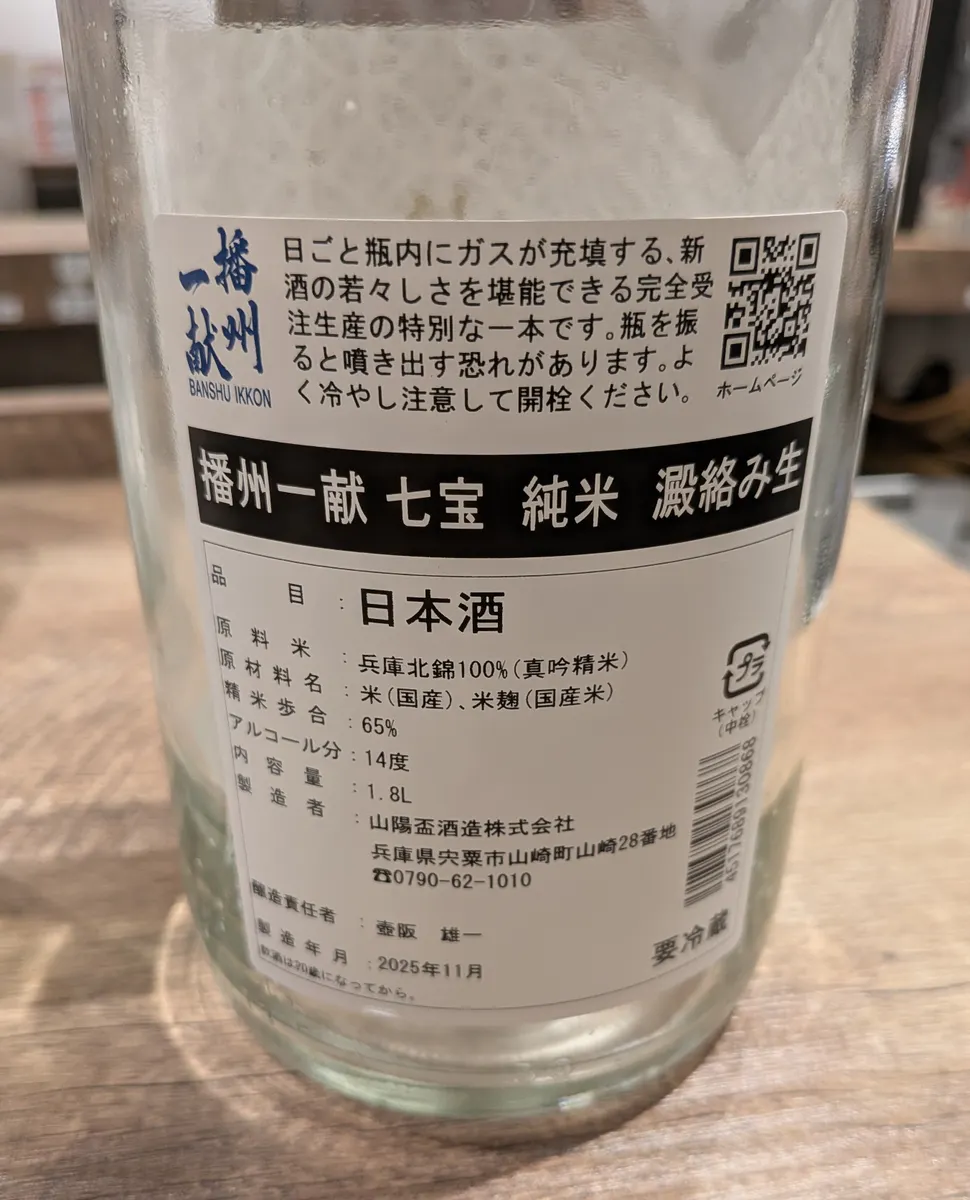 播州
一献
BANSHU IKKON
日ごと瓶内にガスが充填する、新
酒の若々しさを堪能できる完全受
注生産の特別な一本です。瓶を振
ると噴き出す恐れがあります。よ
く冷やし注意して開栓ください。
ホームページ
播州一献 七宝 純米 澱絡み生
品目:日本酒
原料米:兵庫北錦100%(真吟精米)
原材料名:米(国産)、米麹(国産米)
精米歩合:65%
アルコール分:14度
内容量:1.8L
製造者:山陽盃酒造株式会社
兵庫県宍粟市山崎町山崎28番地
☎0790-62-1010
醸造責任者:壺阪 雄一
製造年月:2025年11月
飲酒は20歳になってから。
プラ
キャップ
(中栓)
4517689130868
要冷蔵